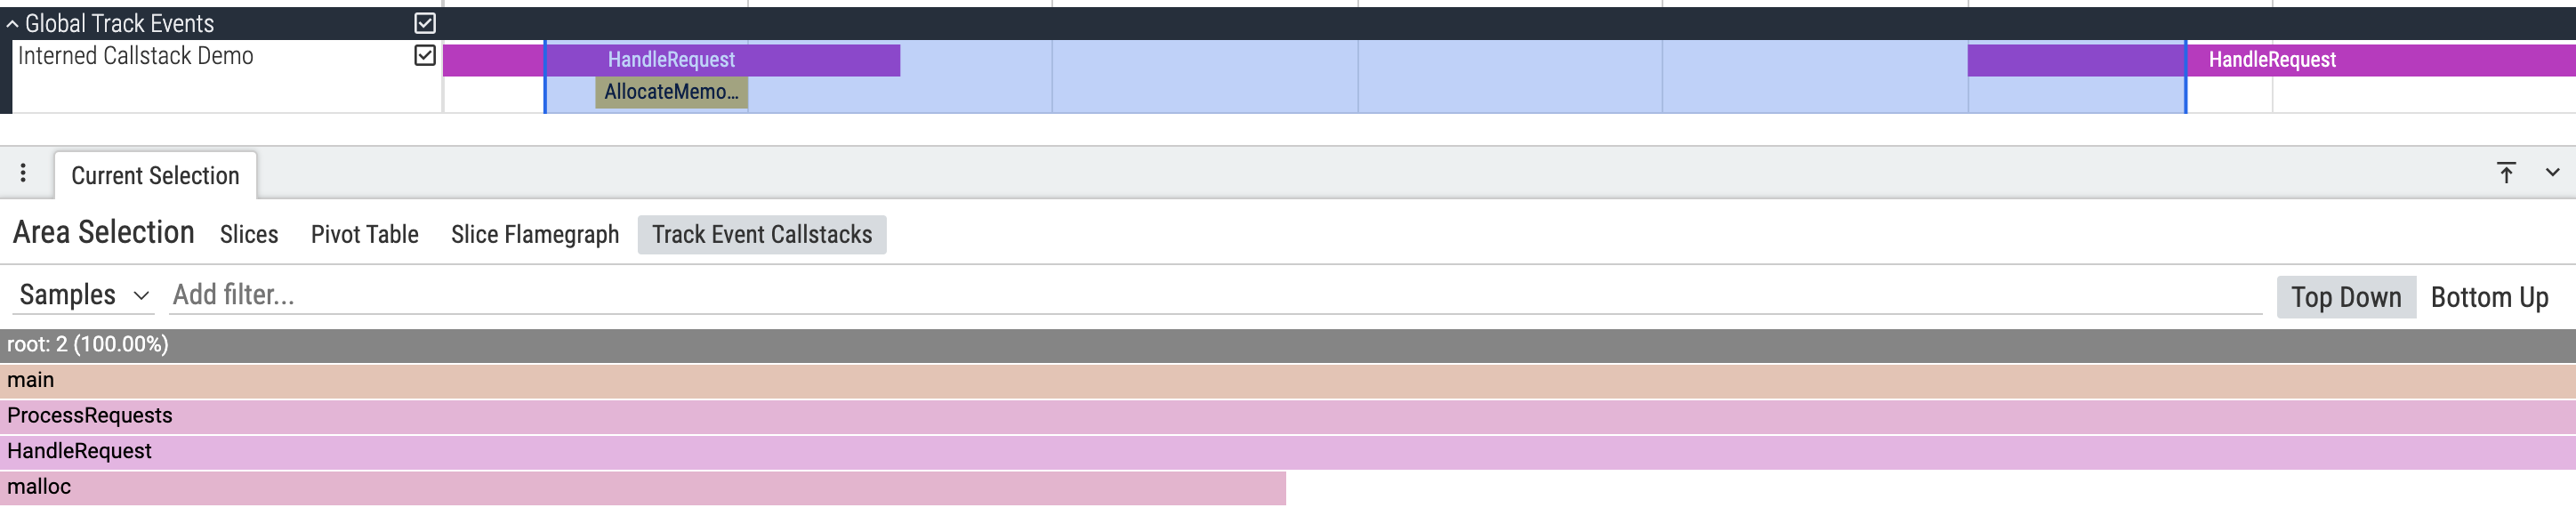 Global Track Events
Interned Callstack Demo
HandleRequest
HandleRequest
AllocateMemo...
Current Selection
Area Selection Slices Pivot Table Slice Flamegraph Track Event Callstacks
Samples Add filter... Top Down Bottom Up
root: 2 (100.00%)
main
ProcessRequests
HandleRequest
malloc